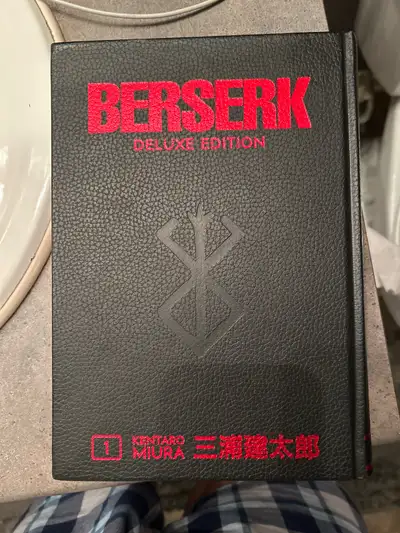 BERSERK
DELUXE EDITION
1 KENTARO MIURA 三浦建太郎